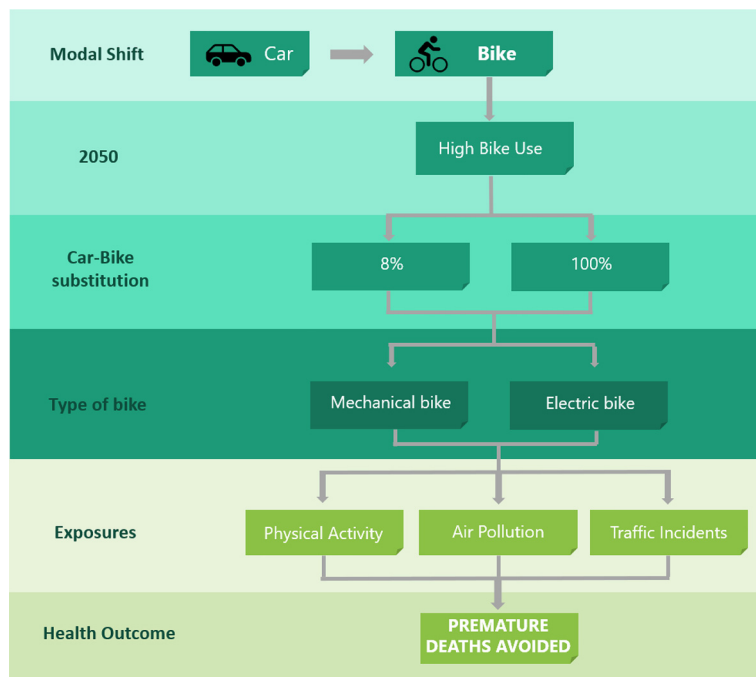 Modal Shift
Car
Bike
2050
High Bike Use
Car-Bike
substitution
8%
100%
Type of bike
Mechanical bike
Electric bike
Exposures
Physical Activity
Air Pollution
Traffic Incidents
Health Outcome
PREMATURE
DEATHS AVOIDED